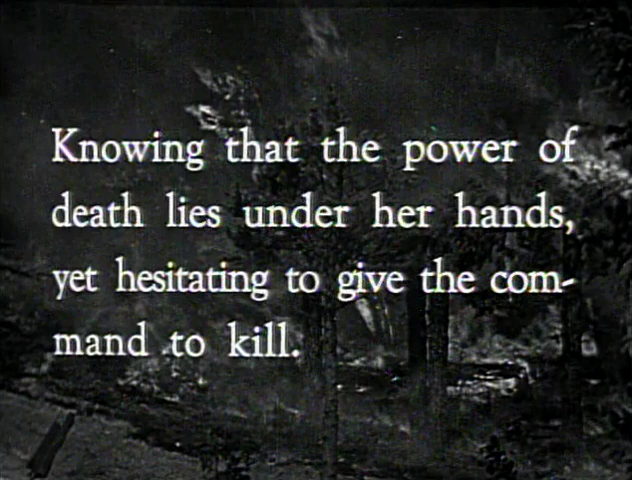 Knowing that the power of
death lies under her hands,
yet hesitating to give the com-
mand to kill.